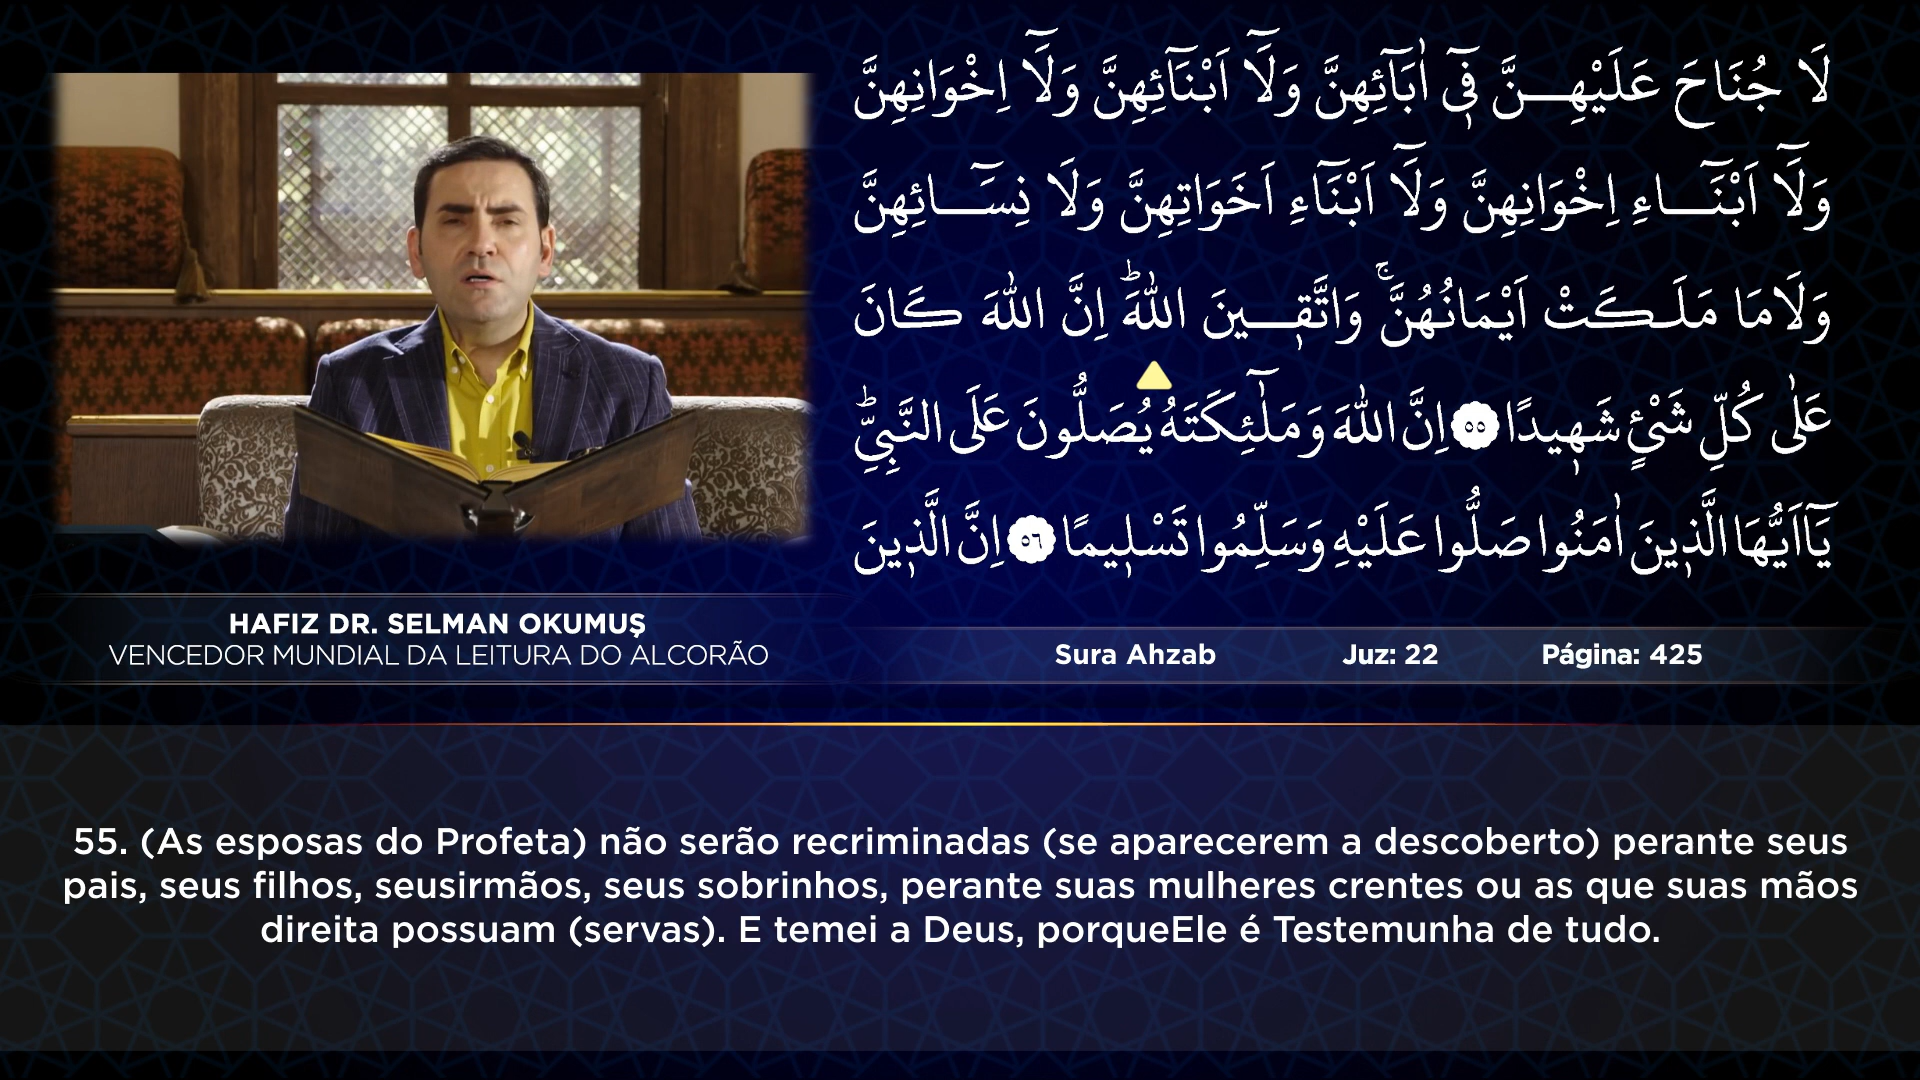 لَا جُنَاحَ عَلَيْهِنَّ فِٓي اٰبَٓائِهِنَّ وَلَٓا اَبْنَٓائِهِنَّ وَلَٓا اِخْوَانِهِنَّ
وَلَٓا اَبْنَٓاءِ اِخْوَانِهِنَّ وَلَٓا اَبْنَٓاءِ اَخَوَاتِهِنَّ وَلَا نِسَٓائِهِنَّ
وَلَامَا مَلَكَتْ اَيْمَانُهُنَّۚ وَاتَّقٖينَ اللّٰهَؕ اِنَّ اللّٰهَ كَانَ
عَلٰى كُلِّ شَيْئٍ شَهٖيدًا ٥٥ اِنَّ اللّٰهَ وَمَلٰٓئِكَتَهُ يُصَلُّونَ عَلَى النَّبِيِّؕ
يَٓااَيُّهَا الَّذٖينَ اٰمَنُوا صَلُّوا عَلَيْهِ وَسَلِّمُوا تَسْلٖيمًا ٥٦ اِنَّ الَّذٖينَ
HAFIZ DR. SELMAN OKUMUŞ
VENCEDOR MUNDIAL DA LEITURA DO ALCORÃO
Sura Ahzab Juz: 22 Página: 425
55. (As esposas do Profeta) não serão recriminadas (se aparecerem a descoberto) perante seus
pais, seus filhos, seusirmãos, seus sobrinhos, perante suas mulheres crentes ou as que suas mãos
direita possuam (servas). E temei a Deus, porqueEle é Testemunha de tudo.